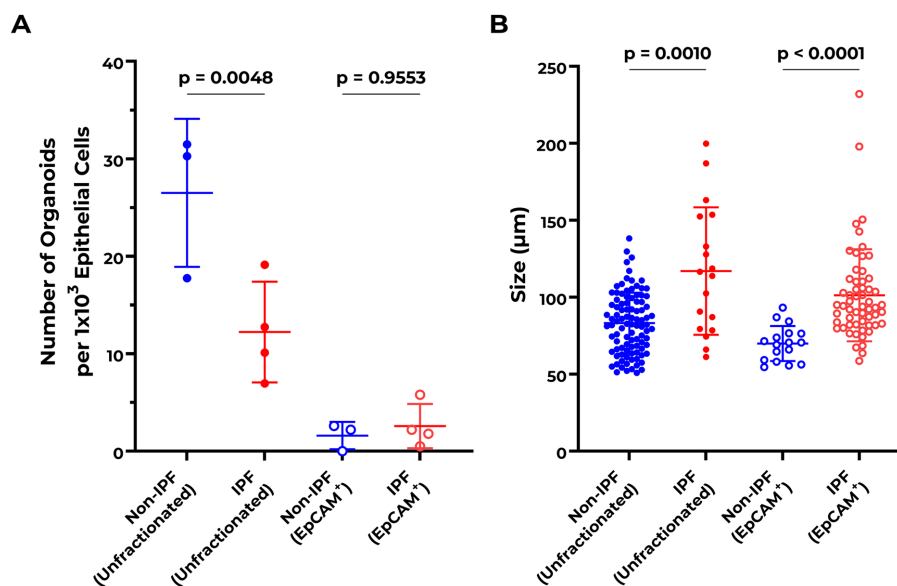 A
p = 0.0048
p = 0.9553
Number of Organoids
per 1x10³ Epithelial Cells
40
30
20
10
0
Non-IPF
(Unfractionated)
IPF
(Unfractionated)
Non-IPF
(EpCAM⁺)
IPF
(EpCAM⁺)
B
p = 0.0010
p < 0.0001
Size (µm)
250
200
150
100
50
0
Non-IPF
(Unfractionated)
IPF
(Unfractionated)
Non-IPF
(EpCAM⁺)
IPF
(EpCAM⁺)